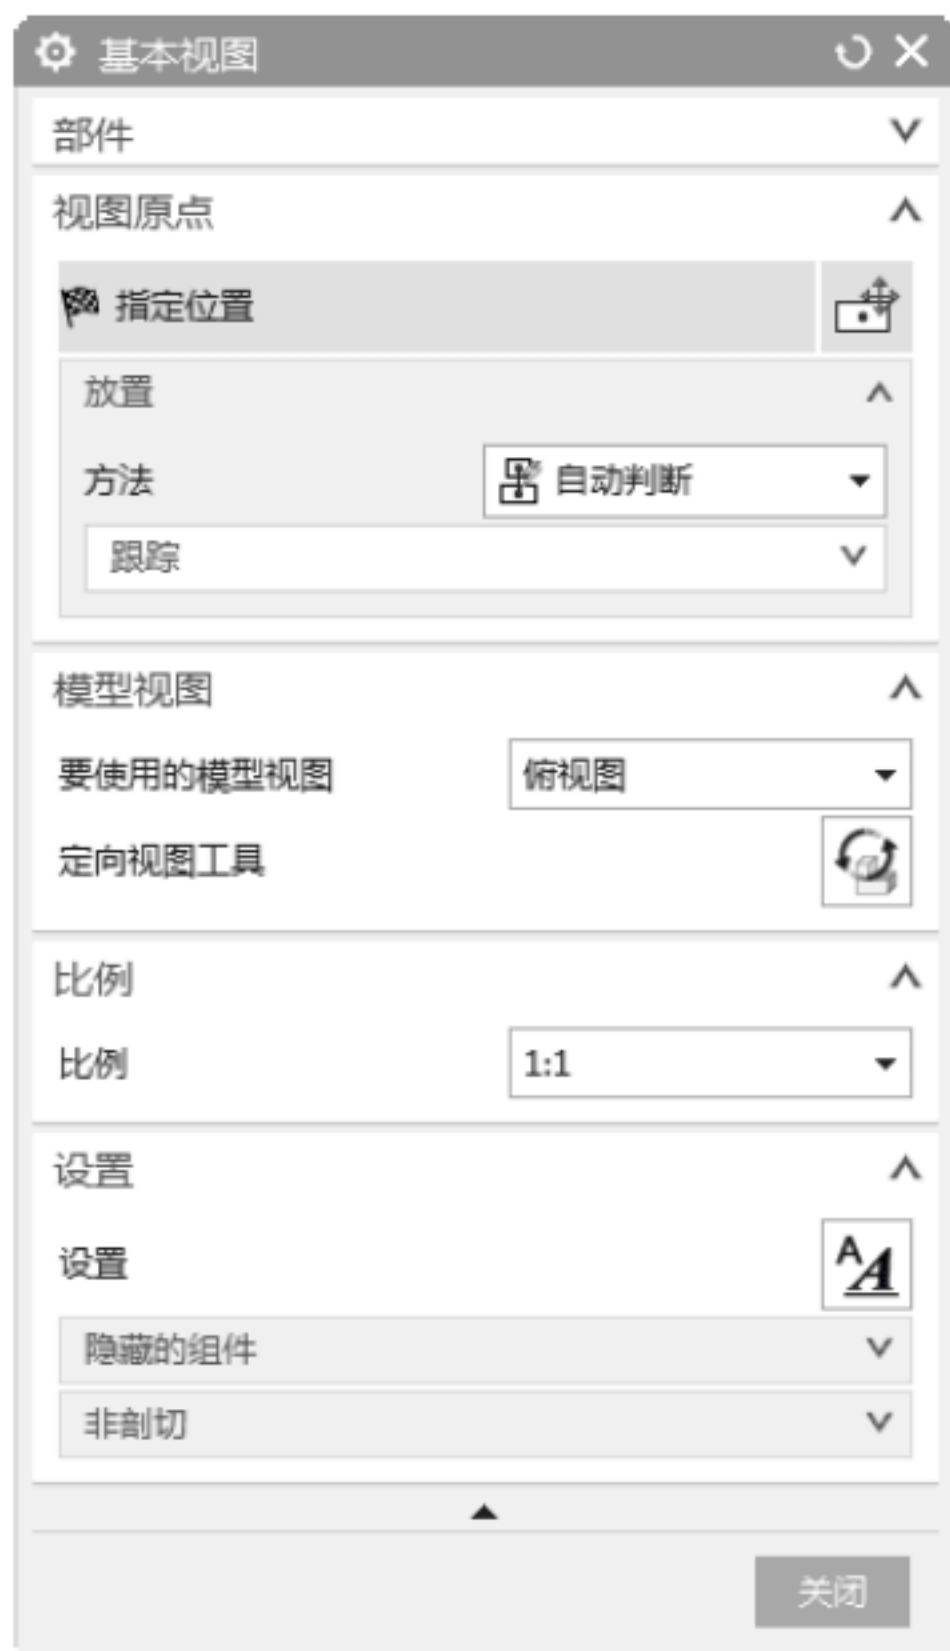 基本视图
部件
视图原点
指定位置
放置
方法 自动判断
跟踪
模型视图
要使用的模型视图 俯视图
定向视图工具
比例
比例 1:1
设置
设置 AA
隐藏的组件
非剖切
关闭